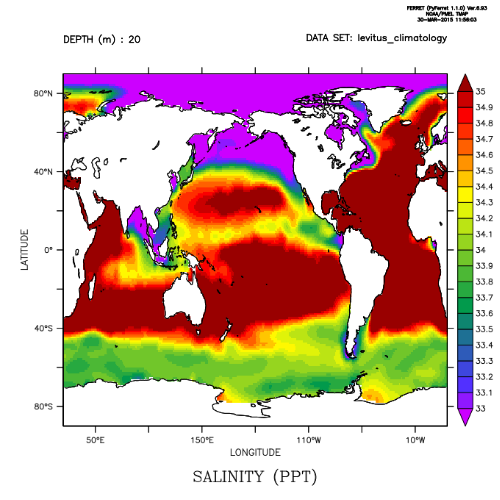 FERRET (PyFerret 1.1.0) Ver.6.93
NOAA/PMEL TMAP
30-MAR-2015 11:56:03
DEPTH (m) : 20
DATA SET: levitus_climatology
80°N
40°N
0°
40°S
80°S
LATITUDE
50°E
150°E
110°W
10°W
LONGITUDE
35
34.9
34.8
34.7
34.6
34.5
34.4
34.3
34.2
34.1
34
33.9
33.8
33.7
33.6
33.5
33.4
33.3
33.2
33.1
33
SALINITY (PPT)